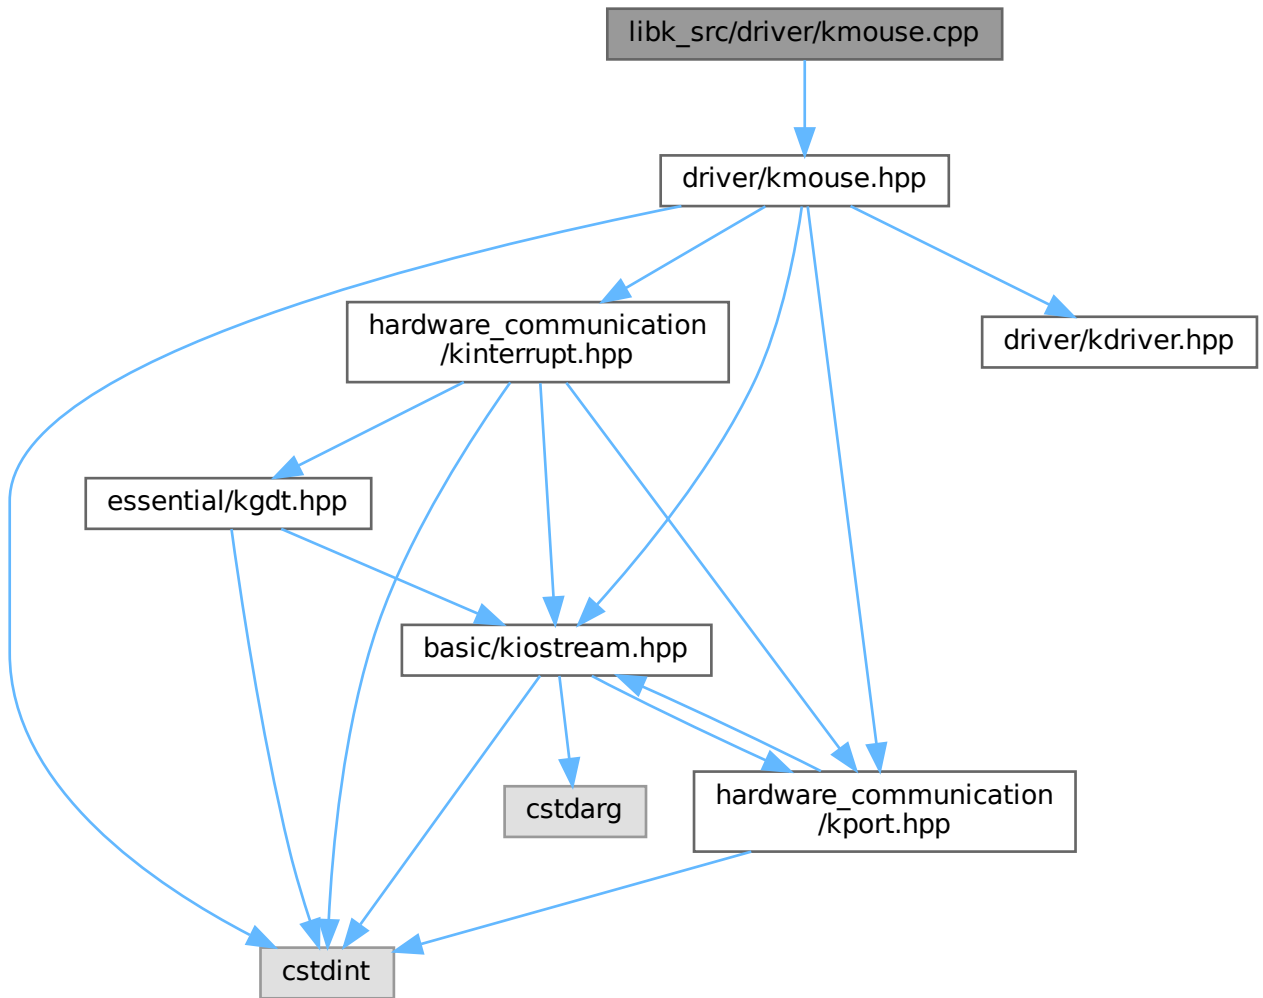 libk_src/driver/kmouse.cpp
driver/kmouse.hpp
hardware_communication
/kinterrupt.hpp
driver/kdriver.hpp
essential/kgdt.hpp
basic/kiostream.hpp
cstdarg
hardware_communication
/kport.hpp
cstdint